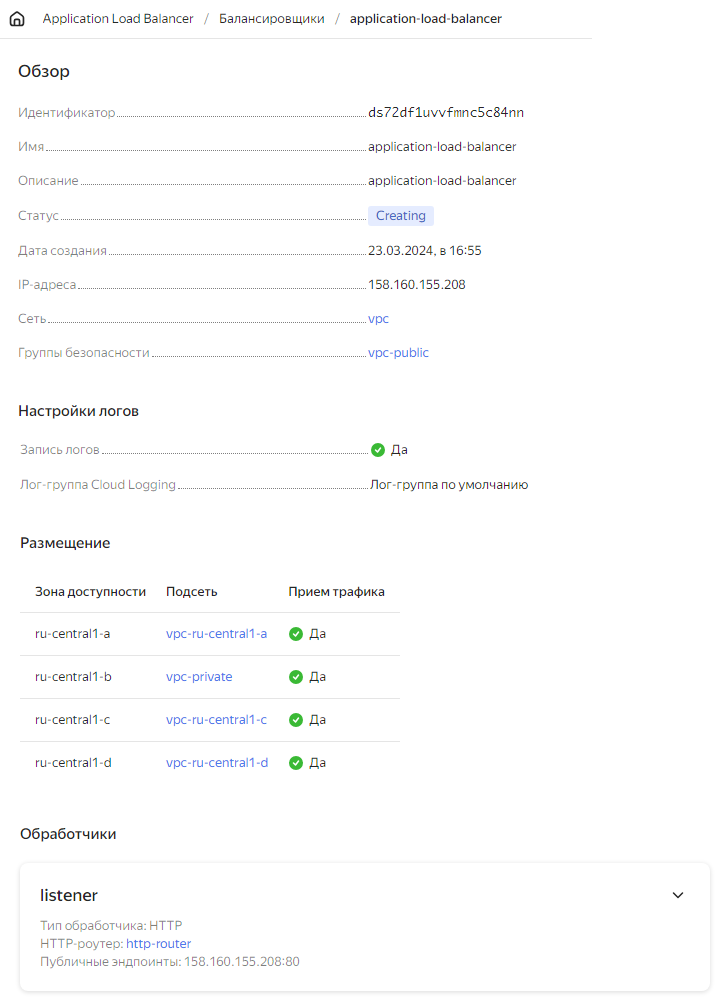 Application Load Balancer / Балансировщики / application-load-balancer
Обзор
Идентификатор ds72df1uvvfmnc5c84nn
Имя application-load-balancer
Описание application-load-balancer
Статус Creating
Дата создания 23.03.2024, в 16:55
IP-адреса 158.160.155.208
Сеть vpc
Группы безопасности vpc-public
Настройки логов
Запись логов Да
Лог-группа Cloud Logging Лог-группа по умолчанию
Размещение
Зона доступности Подсеть Прием трафика
ru-central1-a vpc-ru-central1-a Да
ru-central1-b vpc-private Да
ru-central1-c vpc-ru-central1-c Да
ru-central1-d vpc-ru-central1-d Да
Обработчики
listener
Тип обработчика: HTTP
HTTP-роутер: http-router
Публичные эндпоинты: 158.160.155.208:80